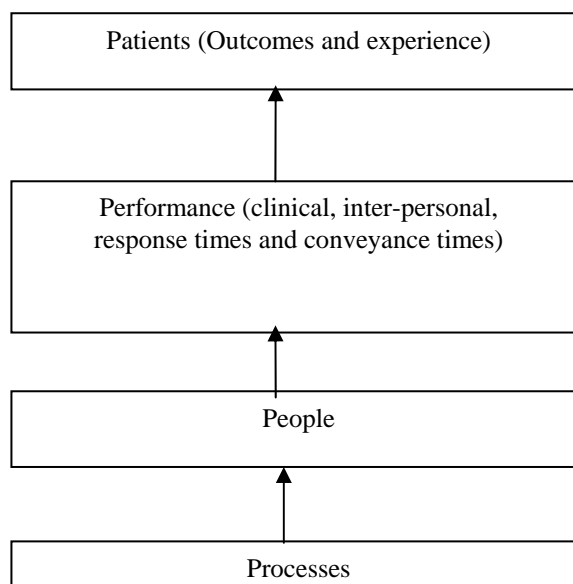 Patients (Outcomes and experience)
Performance (clinical, inter-personal,
response times and conveyance times)
People
Processes